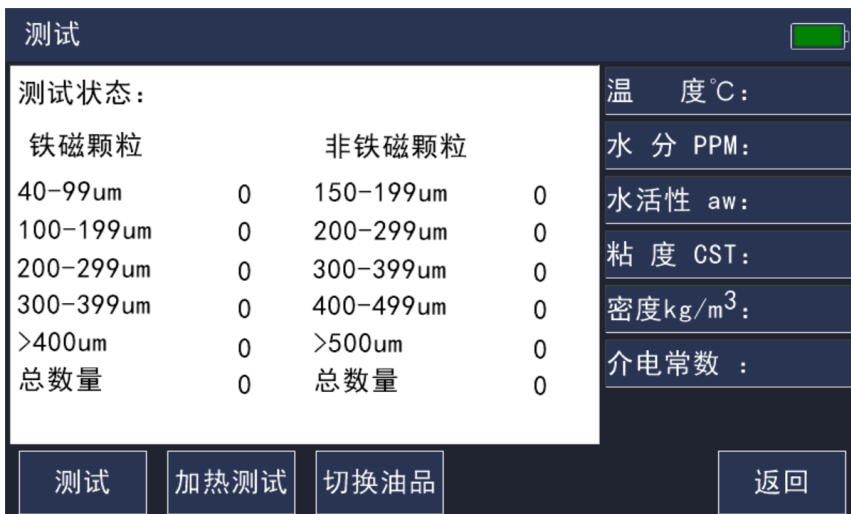 测试
测试状态：
铁磁颗粒 非铁磁颗粒
40-99um 0 150-199um 0
100-199um 0 200-299um 0
200-299um 0 300-399um 0
300-399um 0 400-499um 0
>400um 0 >500um 0
总数量 0 总数量 0
温 度℃：
水 分 PPM：
水活性 aw：
粘 度 CST：
密度kg/m³：
介电常数 ：
测试 加热测试 切换油品 返回